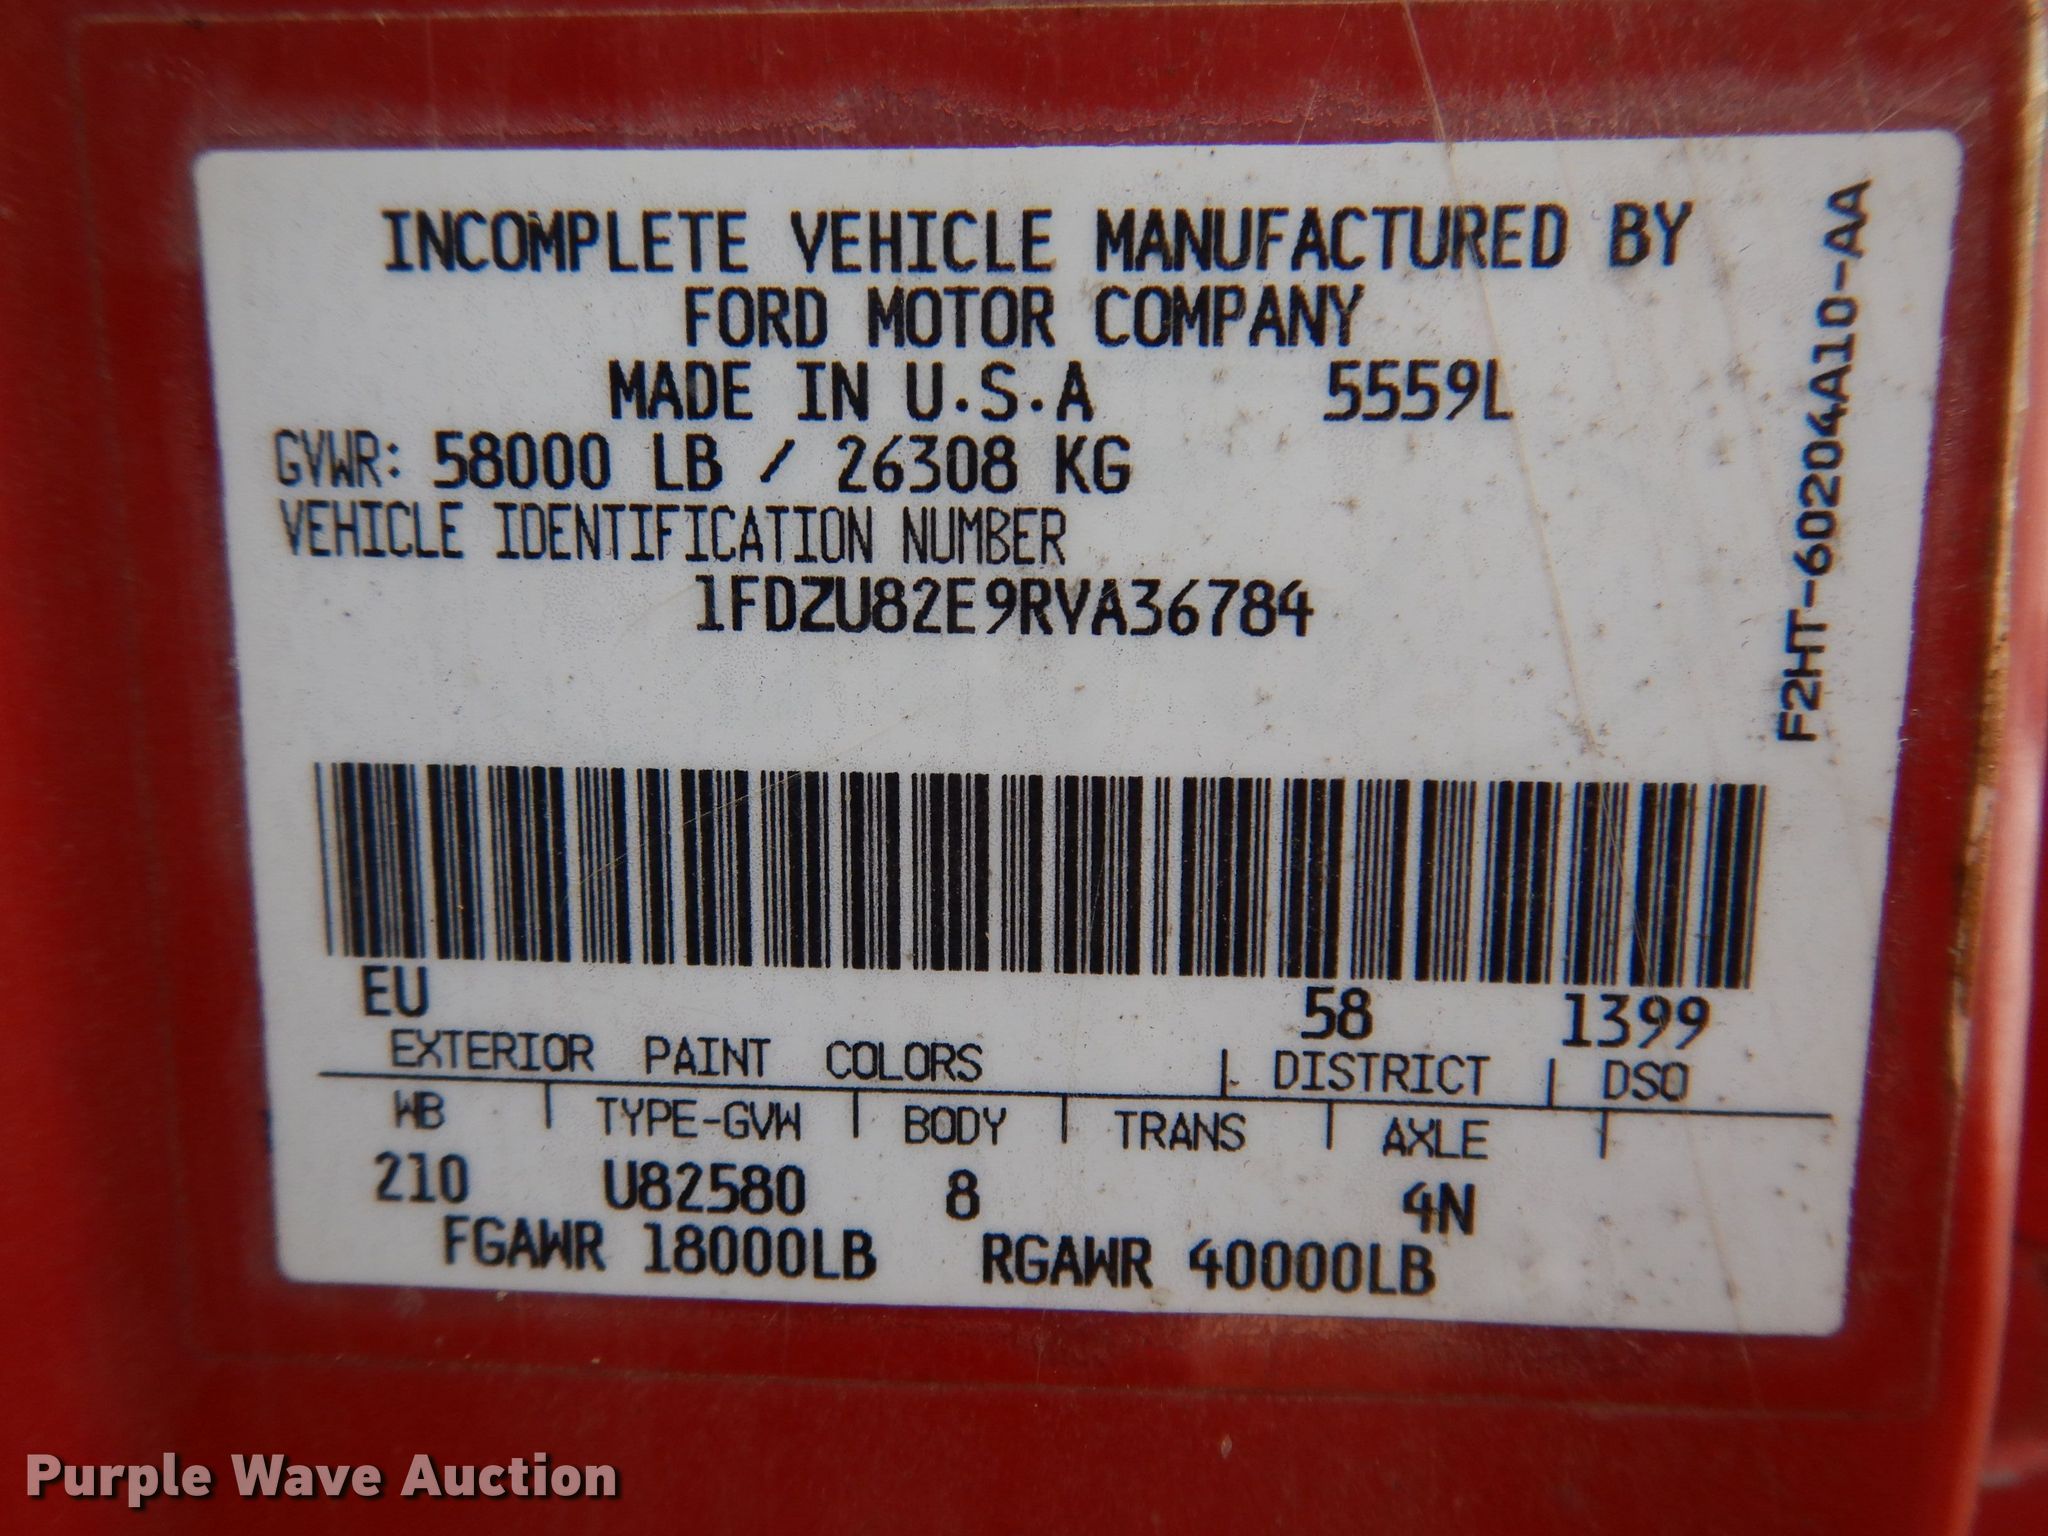 INCOMPLETE VEHICLE MANUFACTURED BY
FORD MOTOR COMPANY
MADE IN U.S.A 5559L
GVWR: 58000 LB / 26308 KG
VEHICLE IDENTIFICATION NUMBER
1FDZU82E9RVA36784
F2HT-60204A10-AA
EU 58 1399
EXTERIOR PAINT COLORS | DISTRICT | DSO
WB | TYPE-GVW | BODY | TRANS | AXLE |
210 U82580 8 4N
FGAWR 18000LB RGAWR 40000LB
Purple Wave Auction